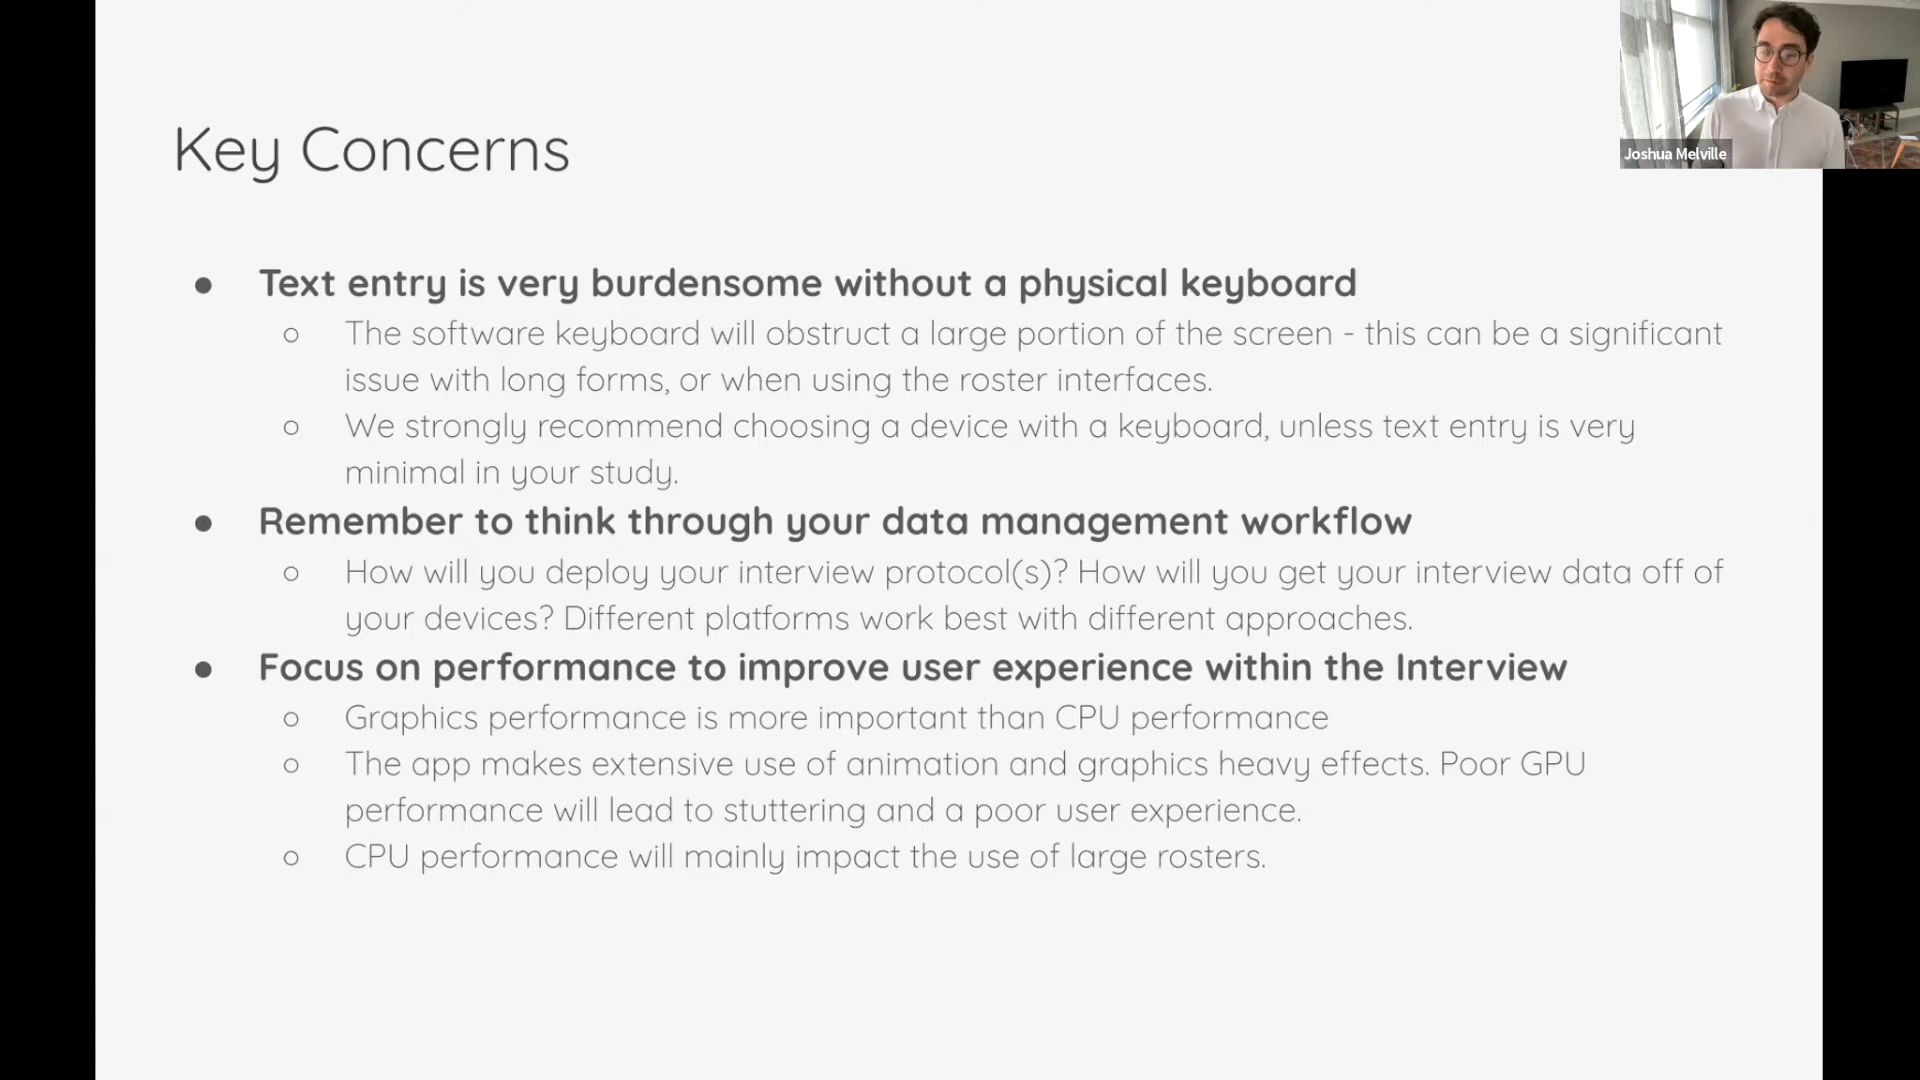 Key Concerns
Joshua Melville
● Text entry is very burdensome without a physical keyboard
○ The software keyboard will obstruct a large portion of the screen - this can be a significant
issue with long forms, or when using the roster interfaces.
○ We strongly recommend choosing a device with a keyboard, unless text entry is very
minimal in your study.
● Remember to think through your data management workflow
○ How will you deploy your interview protocol(s)? How will you get your interview data off of
your devices? Different platforms work best with different approaches.
● Focus on performance to improve user experience within the Interview
○ Graphics performance is more important than CPU performance
○ The app makes extensive use of animation and graphics heavy effects. Poor GPU
performance will lead to stuttering and a poor user experience.
○ CPU performance will mainly impact the use of large rosters.